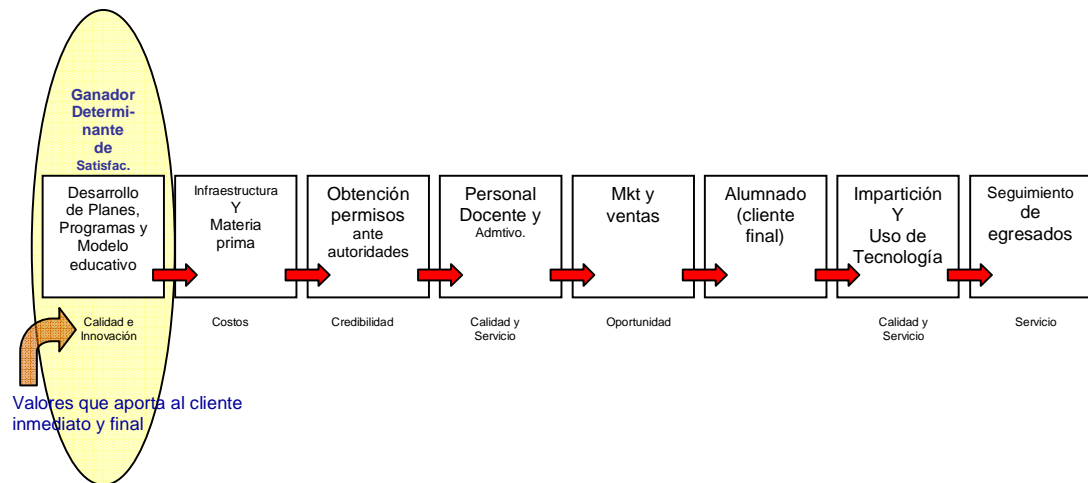 Ganador
Determi-
nante
de
Satisfac.
Desarrollo
de Planes,
Programas y
Modelo
educativo
Infraestructura
Y
Materia
prima
Obtención
permisos
ante
autoridades
Personal
Docente y
Admtivo.
Mkt y
ventas
Alumnado
(cliente
final)
Impartición
Y
Uso de
Tecnología
Seguimiento
de
egresados
Calidad e
Innovación
Costos
Credibilidad
Calidad y
Servicio
Oportunidad
Calidad y
Servicio
Servicio
Valores que aporta al cliente
inmediato y final